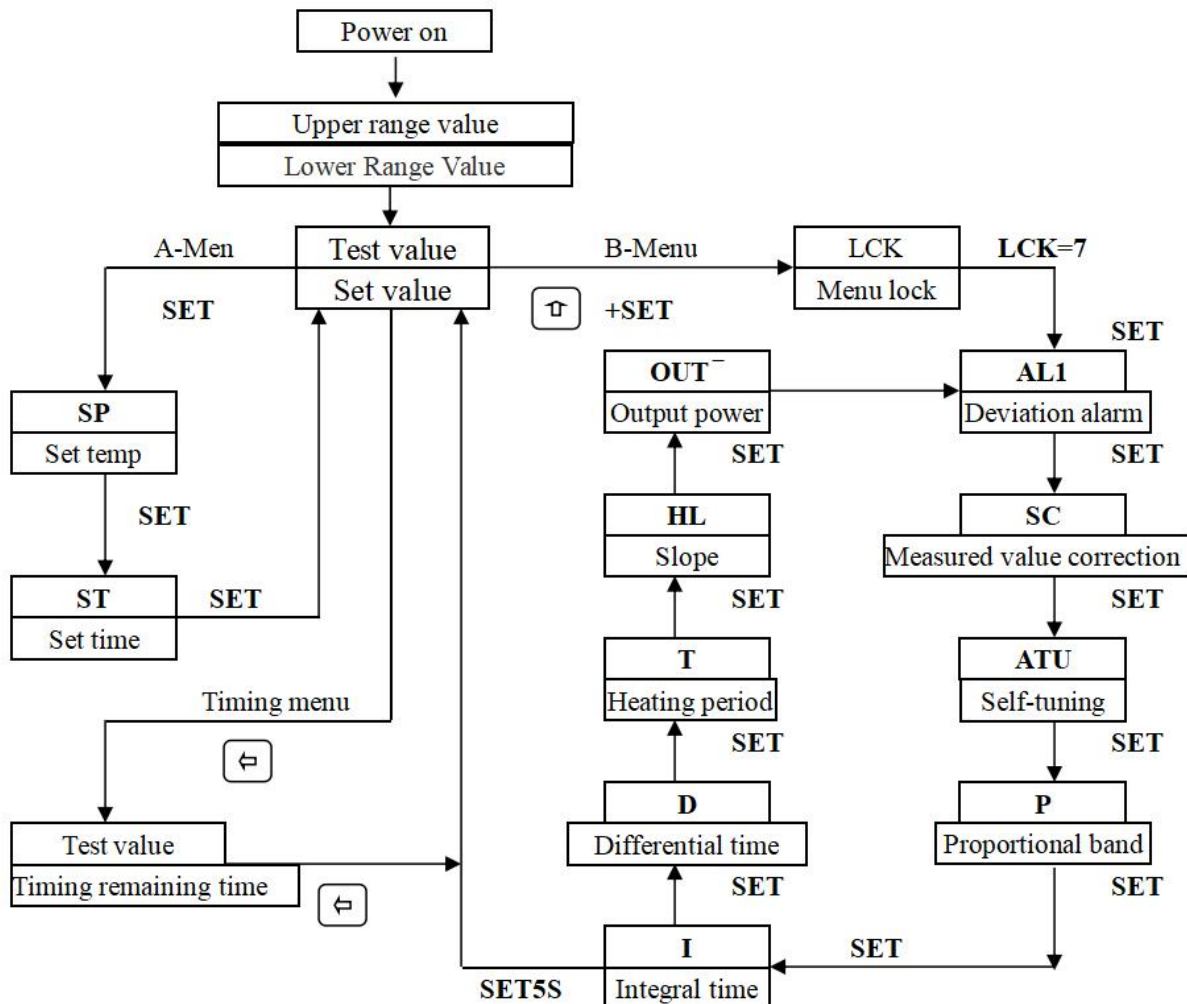 Power on
Upper range value
Lower Range Value
A-Men
Test value
B-Menu
LCK
LCK=7
Set value
Menu lock
SET
+SET
SET
OUT¯
AL1
SP
Output power
Deviation alarm
Set temp
SET
SET
SET
HL
SC
Slope
Measured value correction
ST
SET
SET
SET
Set time
T
ATU
Timing menu
Heating period
Self-tuning
SET
SET
D
P
Test value
Differential time
Proportional band
Timing remaining time
SET
SET
I
SET
SET5S
Integral time